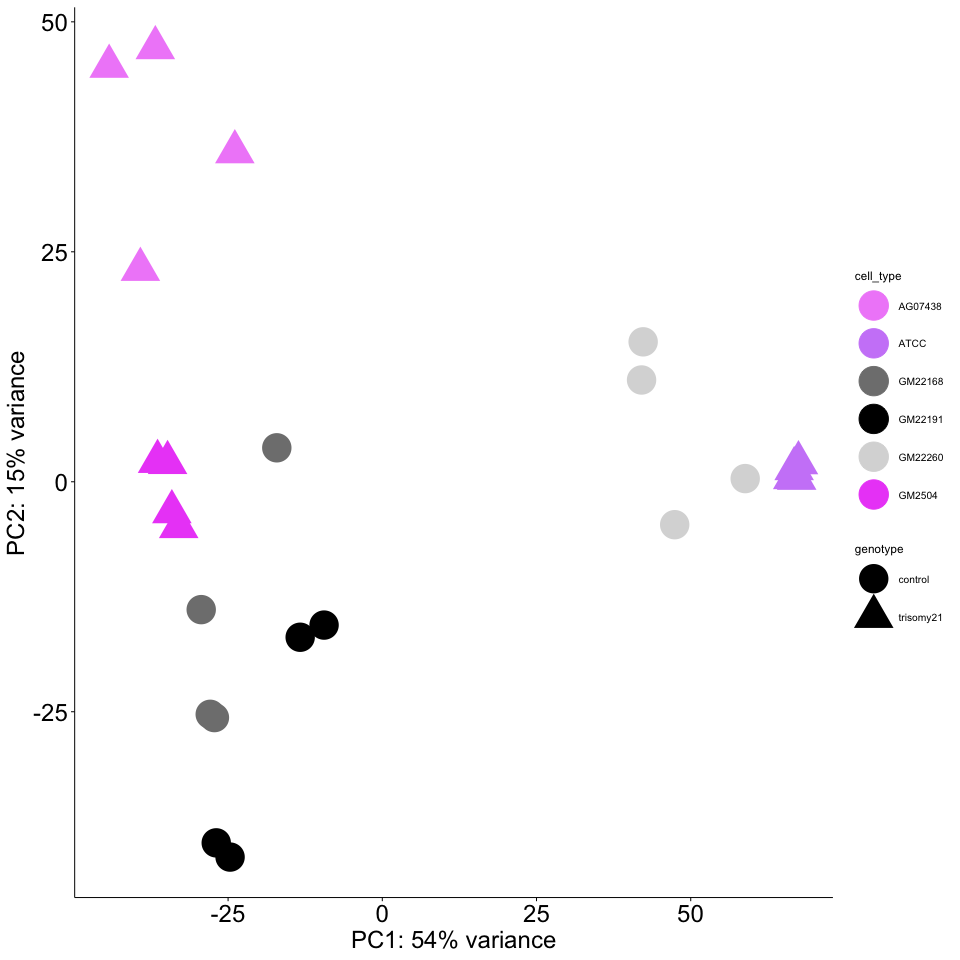 50
25
0
-25
PC2: 15% variance
-25
0
25
50
PC1: 54% variance
cell_type
AG07438
ATCC
GM22168
GM22191
GM22260
GM2504
genotype
control
trisomy21